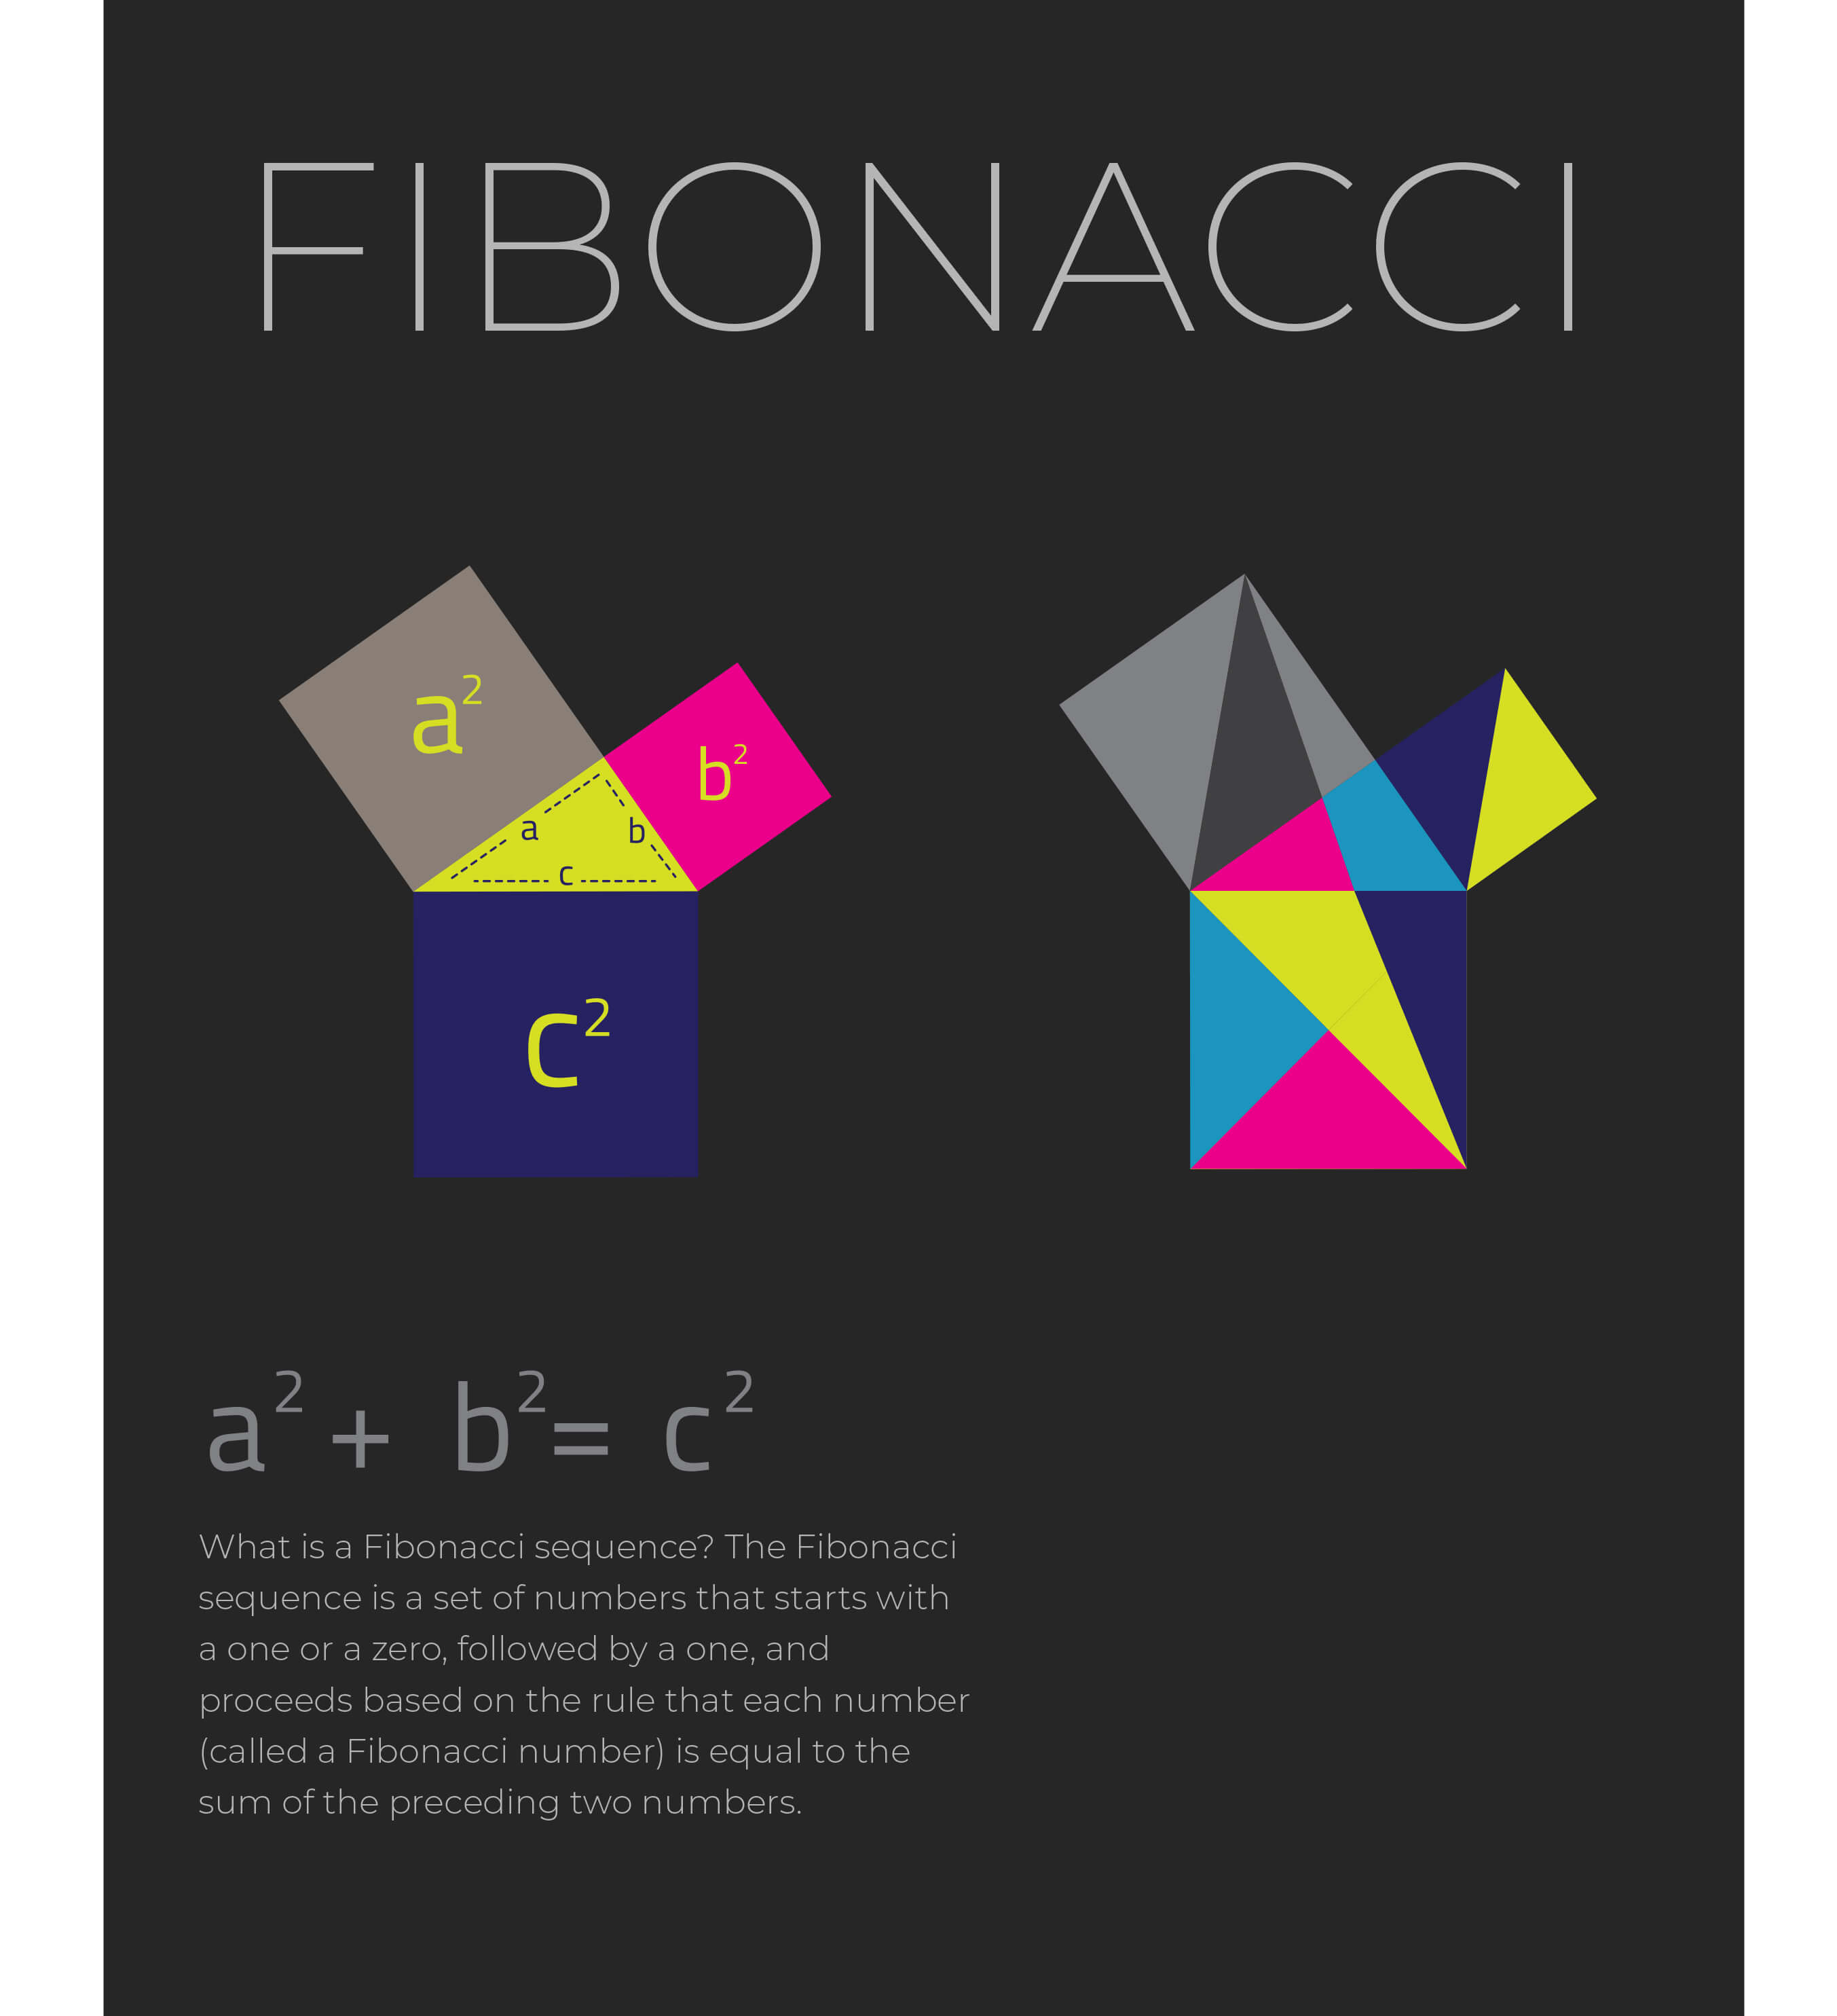 FIBONACCI
a²
b²
a
b
c
c²
a² + b² = c²
What is a Fibonacci sequence? The Fibonacci
sequence is a set of numbers that starts with
a one or a zero, followed by a one, and
proceeds based on the rule that each number
(called a Fibonacci number) is equal to the
sum of the preceding two numbers.